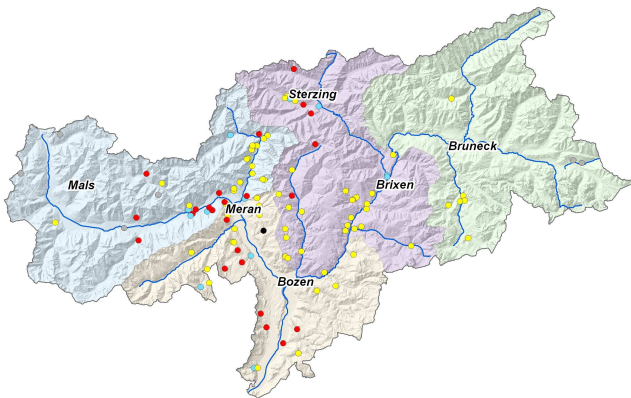 Sterzing
Bruneck
Mals
Brixen
Meran
Bozen